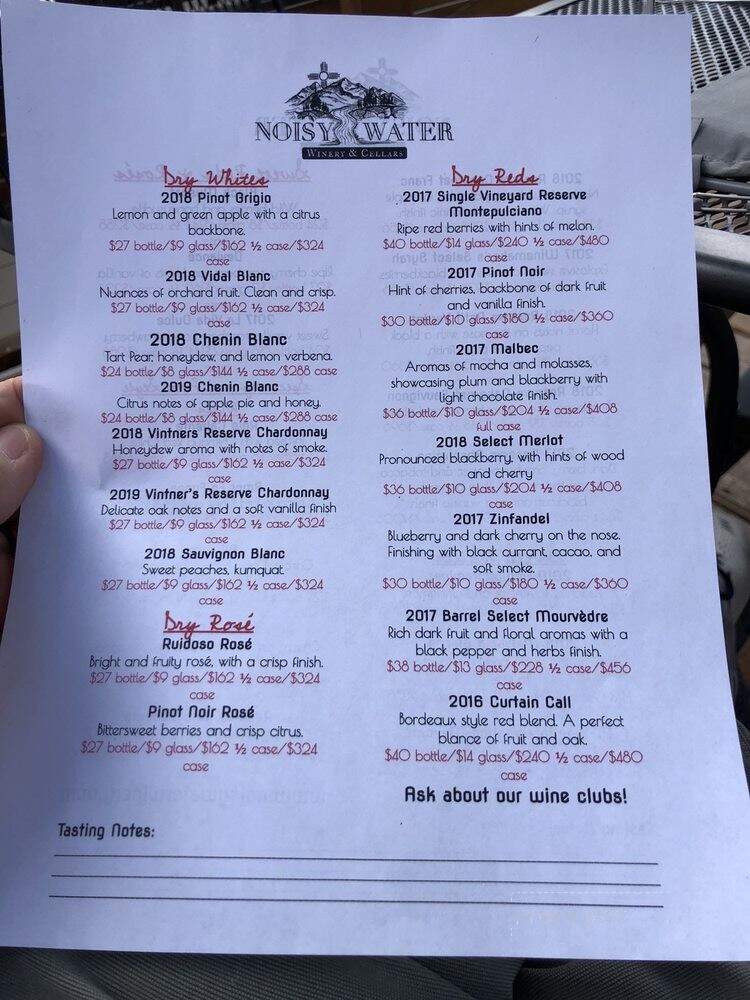 NOISY WATER
WINERY & CELLARS
Dry Whites
2018 Pinot Grigio
Lemon and green apple with a citrus
backbone.
$27 bottle/$9 glass/$162 ½ case/$324
case
2018 Vidal Blanc
Nuances of orchard fruit. Clean and crisp.
$27 bottle/$9 glass/$162 ½ case/$324
case
2018 Chenin Blanc
Tart Pear, honeydew, and lemon verbena.
$24 bottle/$8 glass/$144 ½ case/$288 case
2019 Chenin Blanc
Citrus notes of apple pie and honey.
$24 bottle/$8 glass/$144 ½ case/$288 case
2018 Vintners Reserve Chardonnay
Honeydew aroma with notes of smoke.
$27 bottle/$9 glass/$162 ½ case/$324
case
2019 Vintner's Reserve Chardonnay
Delicate oak notes and a soft vanilla finish
$27 bottle/$9 glass/$162 ½ case/$324
case
2018 Sauvignon Blanc
Sweet peaches, kumquat.
$27 bottle/$9 glass/$162 ½ case/$324
case
Dry Rosé
Ruidoso Rosé
Bright and fruity rosé, with a crisp finish.
$27 bottle/$9 glass/$162 ½ case/$324
case
Pinot Noir Rosé
Bittersweet berries and crisp citrus.
$27 bottle/$9 glass/$162 ½ case/$324
case
Dry Reds
2017 Single Vineyard Reserve
Montepulciano
Ripe red berries with hints of melon.
$40 bottle/$14 glass/$240 ½ case/$480
case
2017 Pinot Noir
Hint of cherries, backbone of dark fruit
and vanilla finish.
$30 bottle/$10 glass/$180 ½ case/$360
case
2017 Malbec
Aromas of mocha and molasses,
showcasing plum and blackberry with
light chocolate finish.
$36 bottle/$10 glass/$204 ½ case/$408
full case
2018 Select Merlot
Pronounced blackberry, with hints of wood
and cherry
$36 bottle/$10 glass/$204 ½ case/$408
case
2017 Zinfandel
Blueberry and dark cherry on the nose.
Finishing with black currant, cacao, and
soft smoke.
$30 bottle/$10 glass/$180 ½ case/$360
case
2017 Barrel Select Mourvèdre
Rich dark fruit and floral aromas with a
black pepper and herbs finish.
$38 bottle/$13 glass/$228 ½ case/$456
case
2016 Curtain Call
Bordeaux style red blend. A perfect
blance of fruit and oak.
$40 bottle/$14 glass/$240 ½ case/$480
case
Ask about our wine clubs!
Tasting Notes: